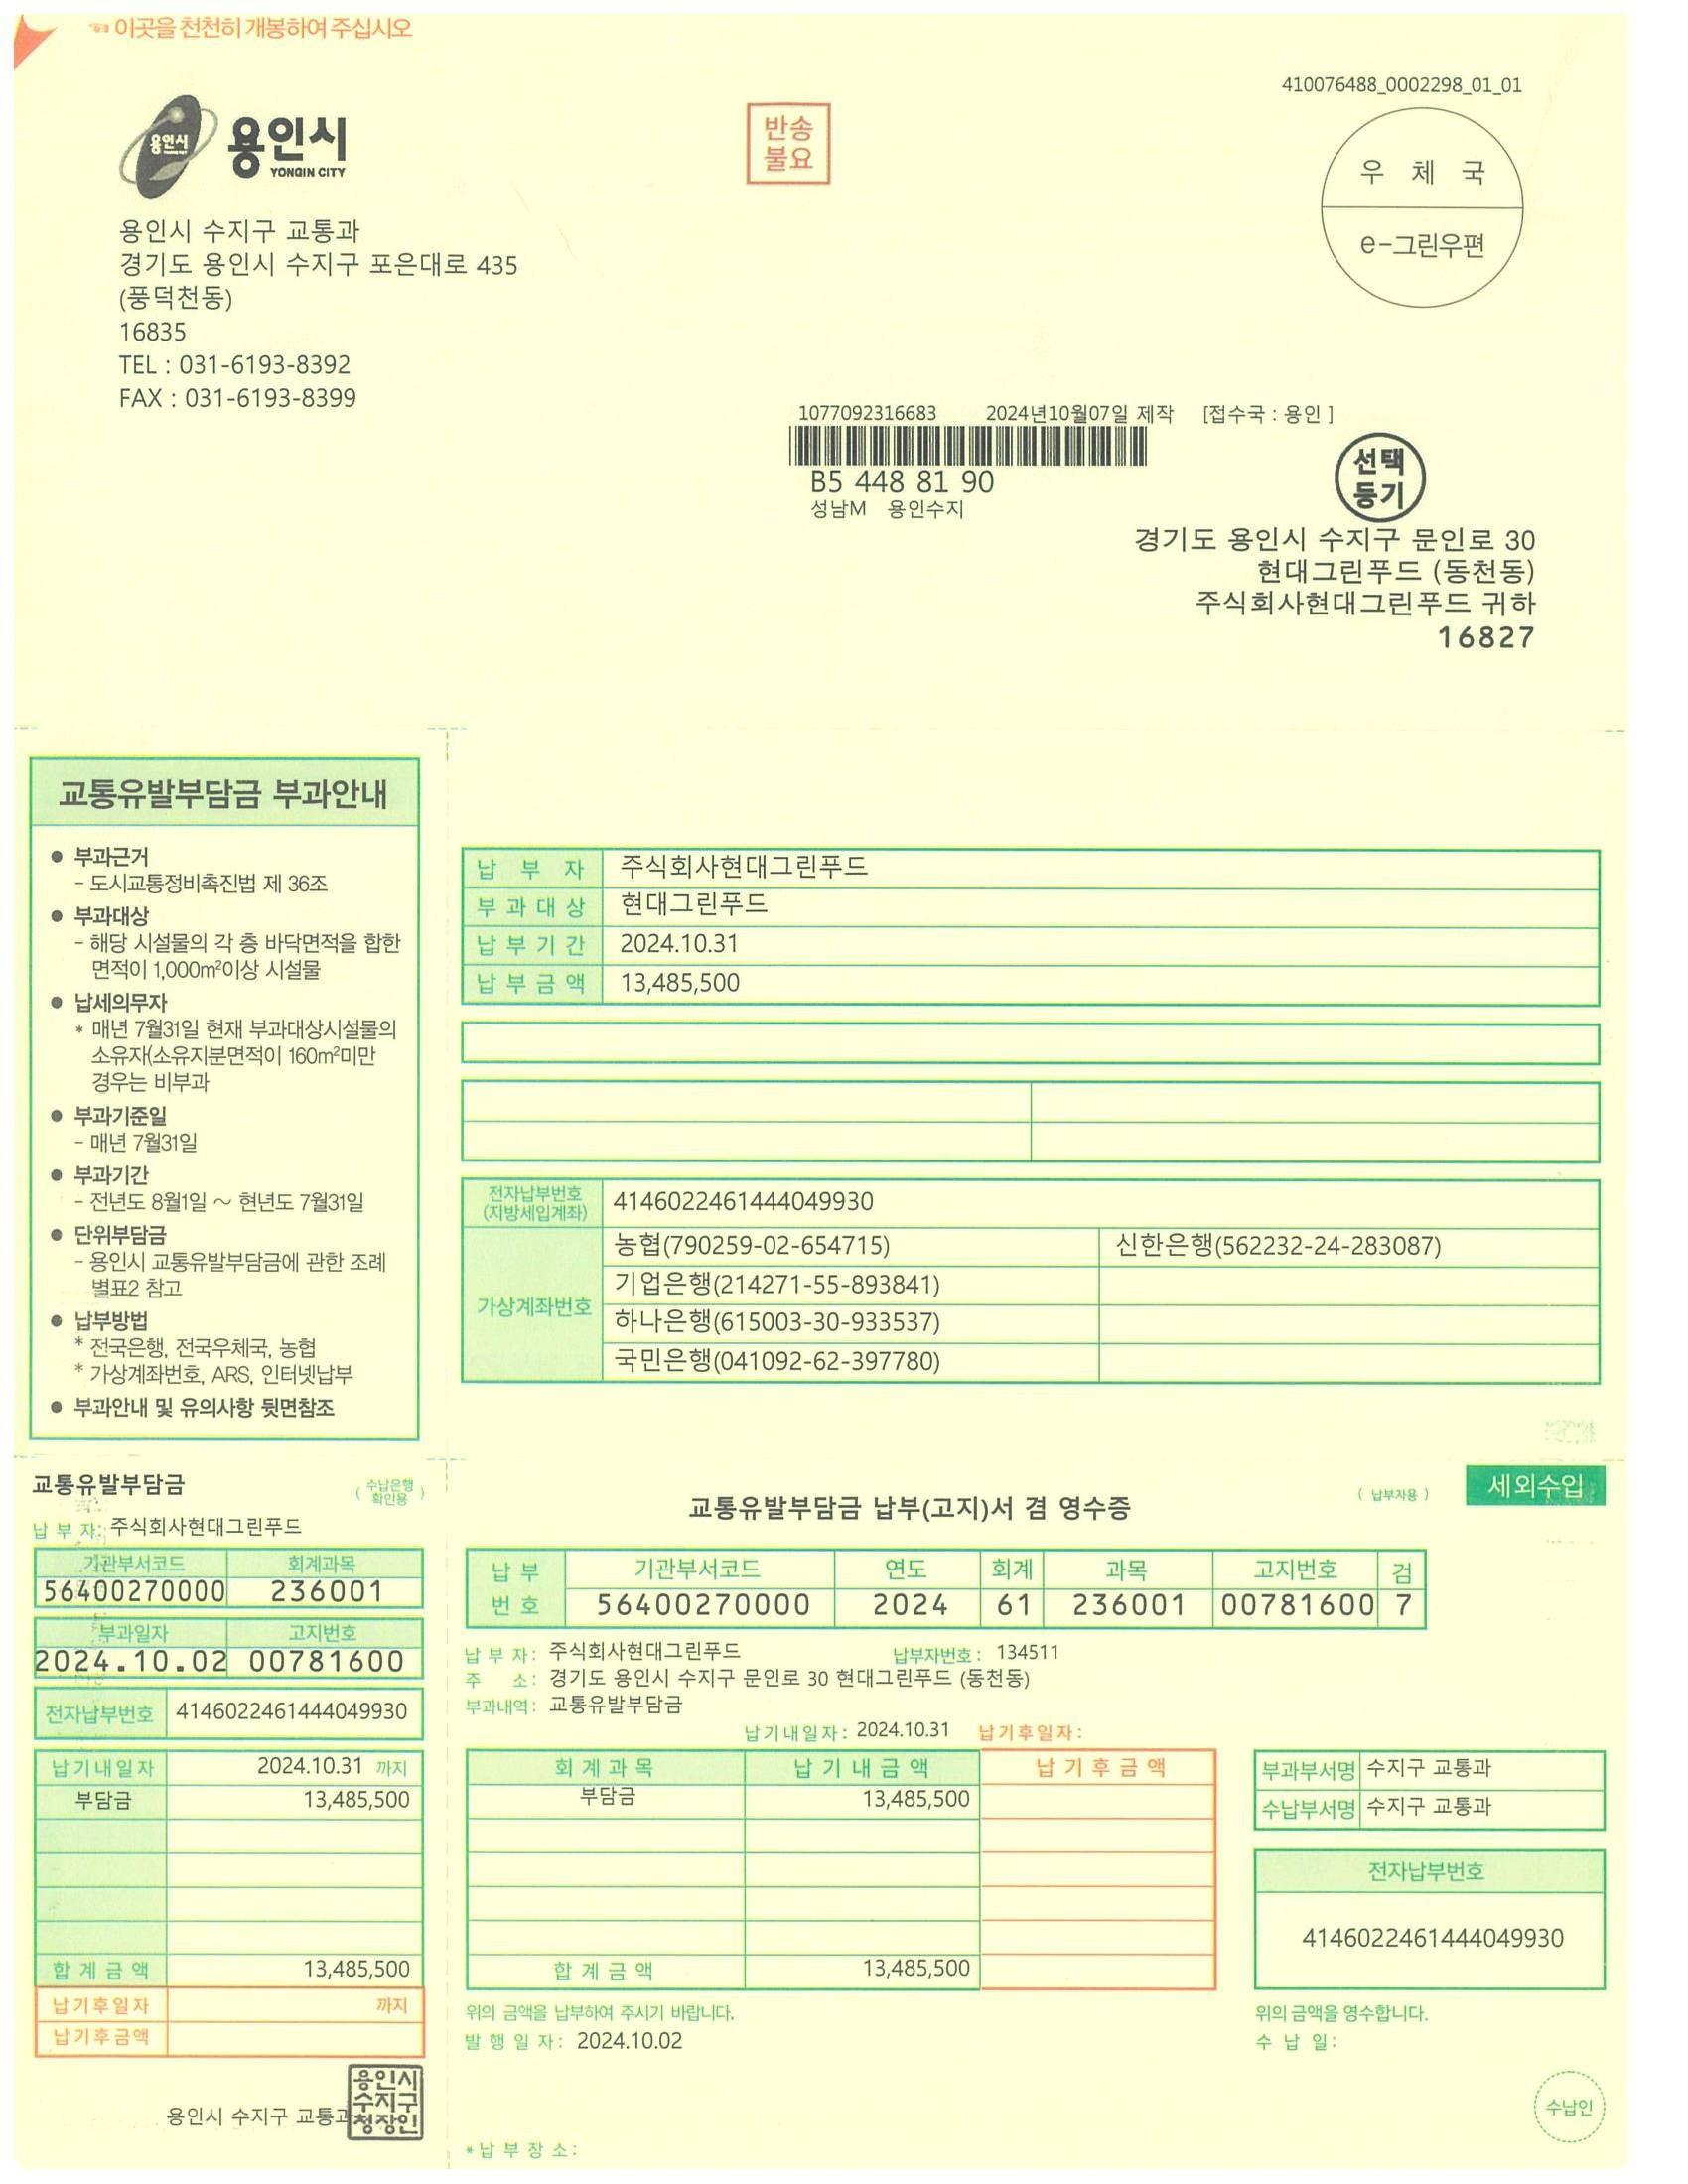 이곳을 천천히 개봉하여 주십시오
410076488_0002298_01_01
용인시
용인시
YONGIN CITY
반송
불요
우 체 국
e-그린우편
용인시 수지구 교통과
경기도 용인시 수지구 포은대로 435
(풍덕천동)
16835
TEL : 031-6193-8392
FAX : 031-6193-8399
1077092316683 2024년10월07일 제작 [접수국 : 용인 ]
B5 448 81 90
성남M 용인수지
선택
등기
경기도 용인시 수지구 문인로 30
현대그린푸드 (동천동)
주식회사현대그린푸드 귀하
16827
교통유발부담금 부과안내
● 부과근거
- 도시교통정비촉진법 제 36조
● 부과대상
- 해당 시설물의 각 층 바닥면적을 합한
면적이 1,000m²이상 시설물
● 납세의무자
* 매년 7월31일 현재 부과대상시설물의
소유자(소유지분면적이 160m²미만
경우는 비부과
● 부과기준일
- 매년 7월31일
● 부과기간
- 전년도 8월1일 ~ 현년도 7월31일
● 단위부담금
- 용인시 교통유발부담금에 관한 조례
별표2 참고
● 납부방법
* 전국은행, 전국우체국, 농협
* 가상계좌번호, ARS, 인터넷납부
● 부과안내 및 유의사항 뒷면참조
납 부 자 주식회사현대그린푸드
부과대상 현대그린푸드
납부기간 2024.10.31
납부금액 13,485,500
전자납부번호
(지방세입계좌)
4146022461444049930
가상계좌번호
농협(790259-02-654715) 신한은행(562232-24-283087)
기업은행(214271-55-893841)
하나은행(615003-30-933537)
국민은행(041092-62-397780)
교통유발부담금
( 수납은행
확인용 )
납 부 자: 주식회사현대그린푸드
기관부서코드 회계과목
56400270000 236001
부과일자 고지번호
2024.10.02 00781600
전자납부번호 4146022461444049930
납기내일자 2024.10.31 까지
부담금 13,485,500
합계금액 13,485,500
납기후일자 까지
납기후금액
용인시 수지구 교통과
용인시
수지구
청장인
교통유발부담금 납부(고지)서 겸 영수증
( 납부자용 )
세외수입
납 부
번 호
기관부서코드 연도 회계 과목 고지번호 검
56400270000 2024 61 236001 00781600 7
납 부 자: 주식회사현대그린푸드 납부자번호: 134511
주 소: 경기도 용인시 수지구 문인로 30 현대그린푸드 (동천동)
부과내역: 교통유발부담금
납기내일자: 2024.10.31 납기후일자:
회계과목 납기내금액 납기후금액
부담금 13,485,500
합계금액 13,485,500
부과부서명 수지구 교통과
수납부서명 수지구 교통과
전자납부번호
4146022461444049930
위의 금액을 납부하여 주시기 바랍니다.
발행일자: 2024.10.02
위의 금액을 영수합니다.
수 납 일:
수납인
*납부장소: